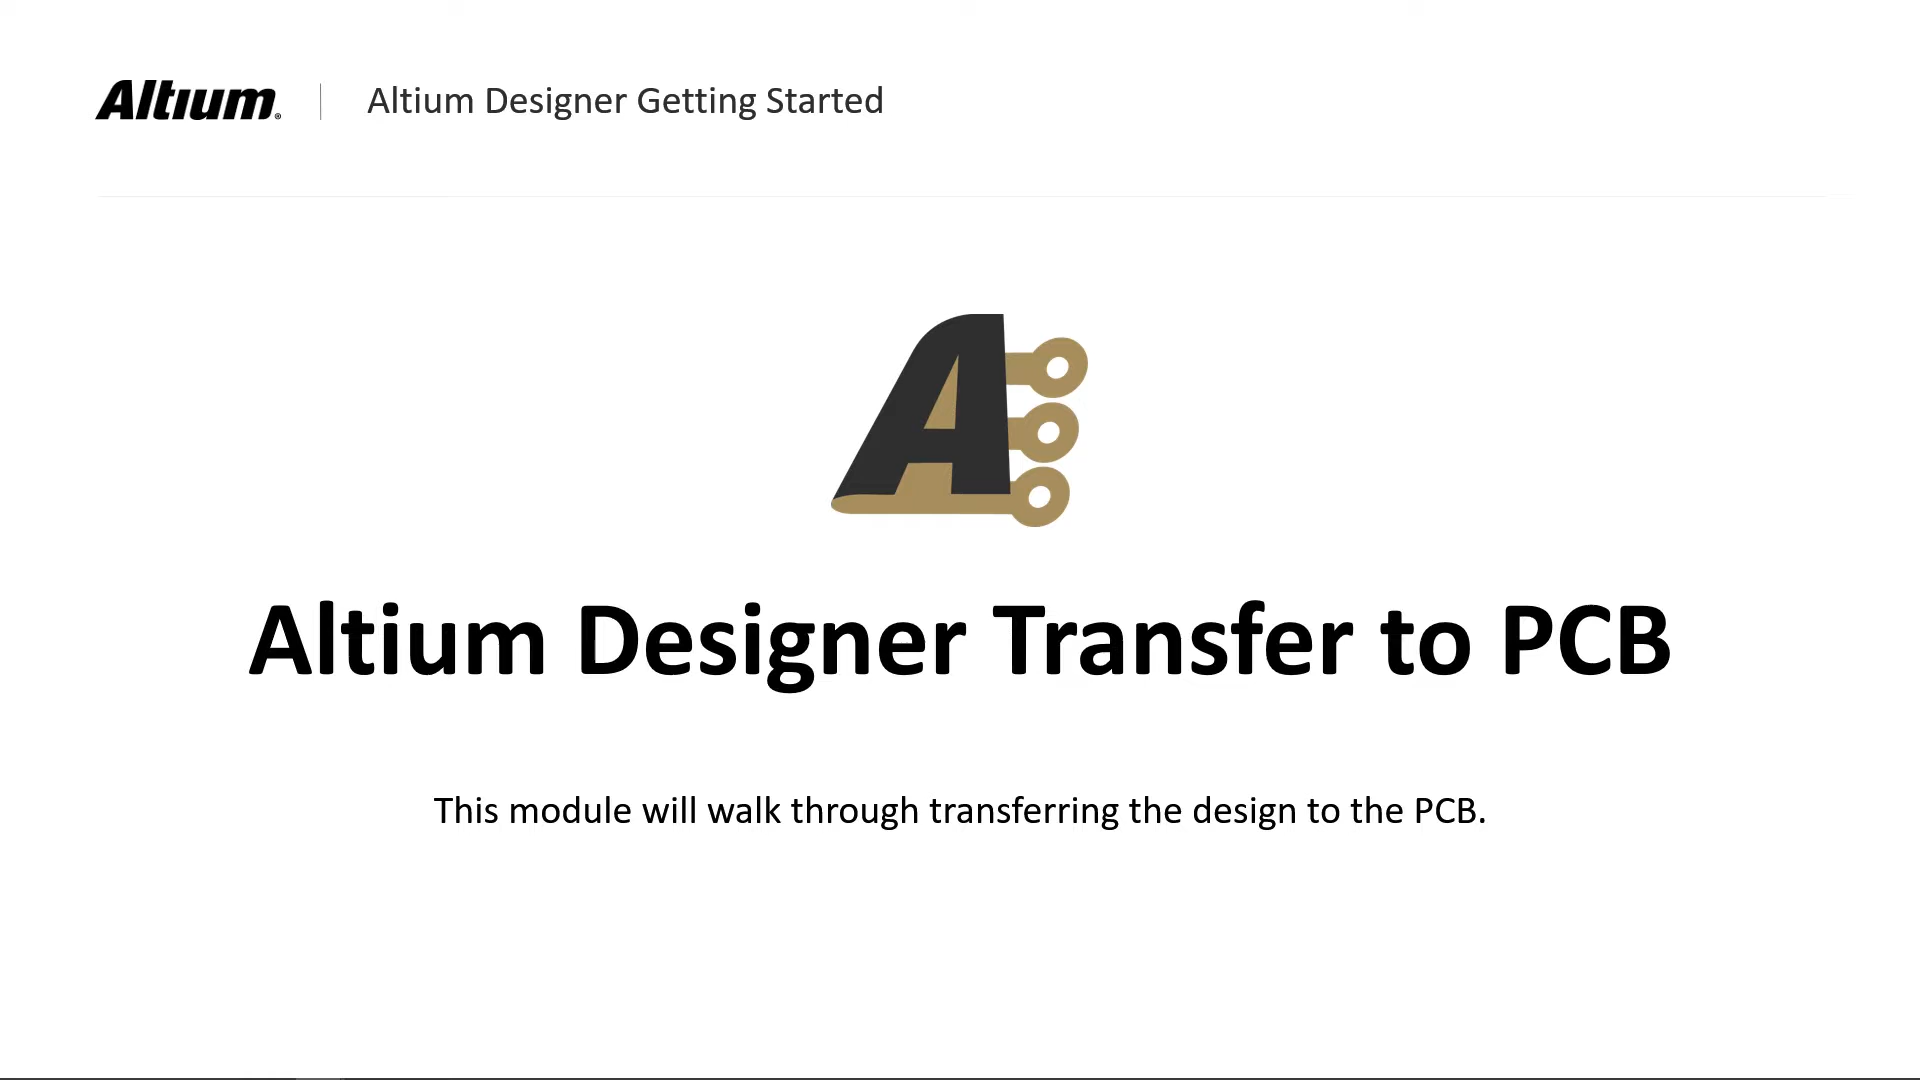 Altium®
Altium Designer Getting Started
Altium Designer Transfer to PCB
This module will walk through transferring the design to the PCB.